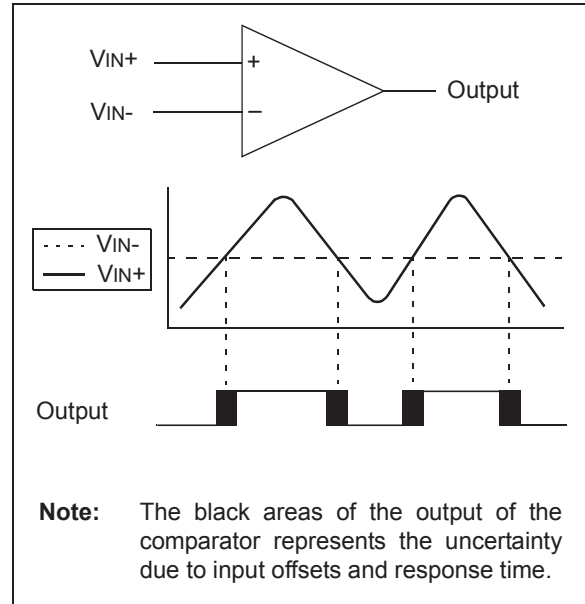 VIN+
+
Output
VIN-
–
VIN-
VIN+
Output
Note: The black areas of the output of the
comparator represents the uncertainty
due to input offsets and response time.